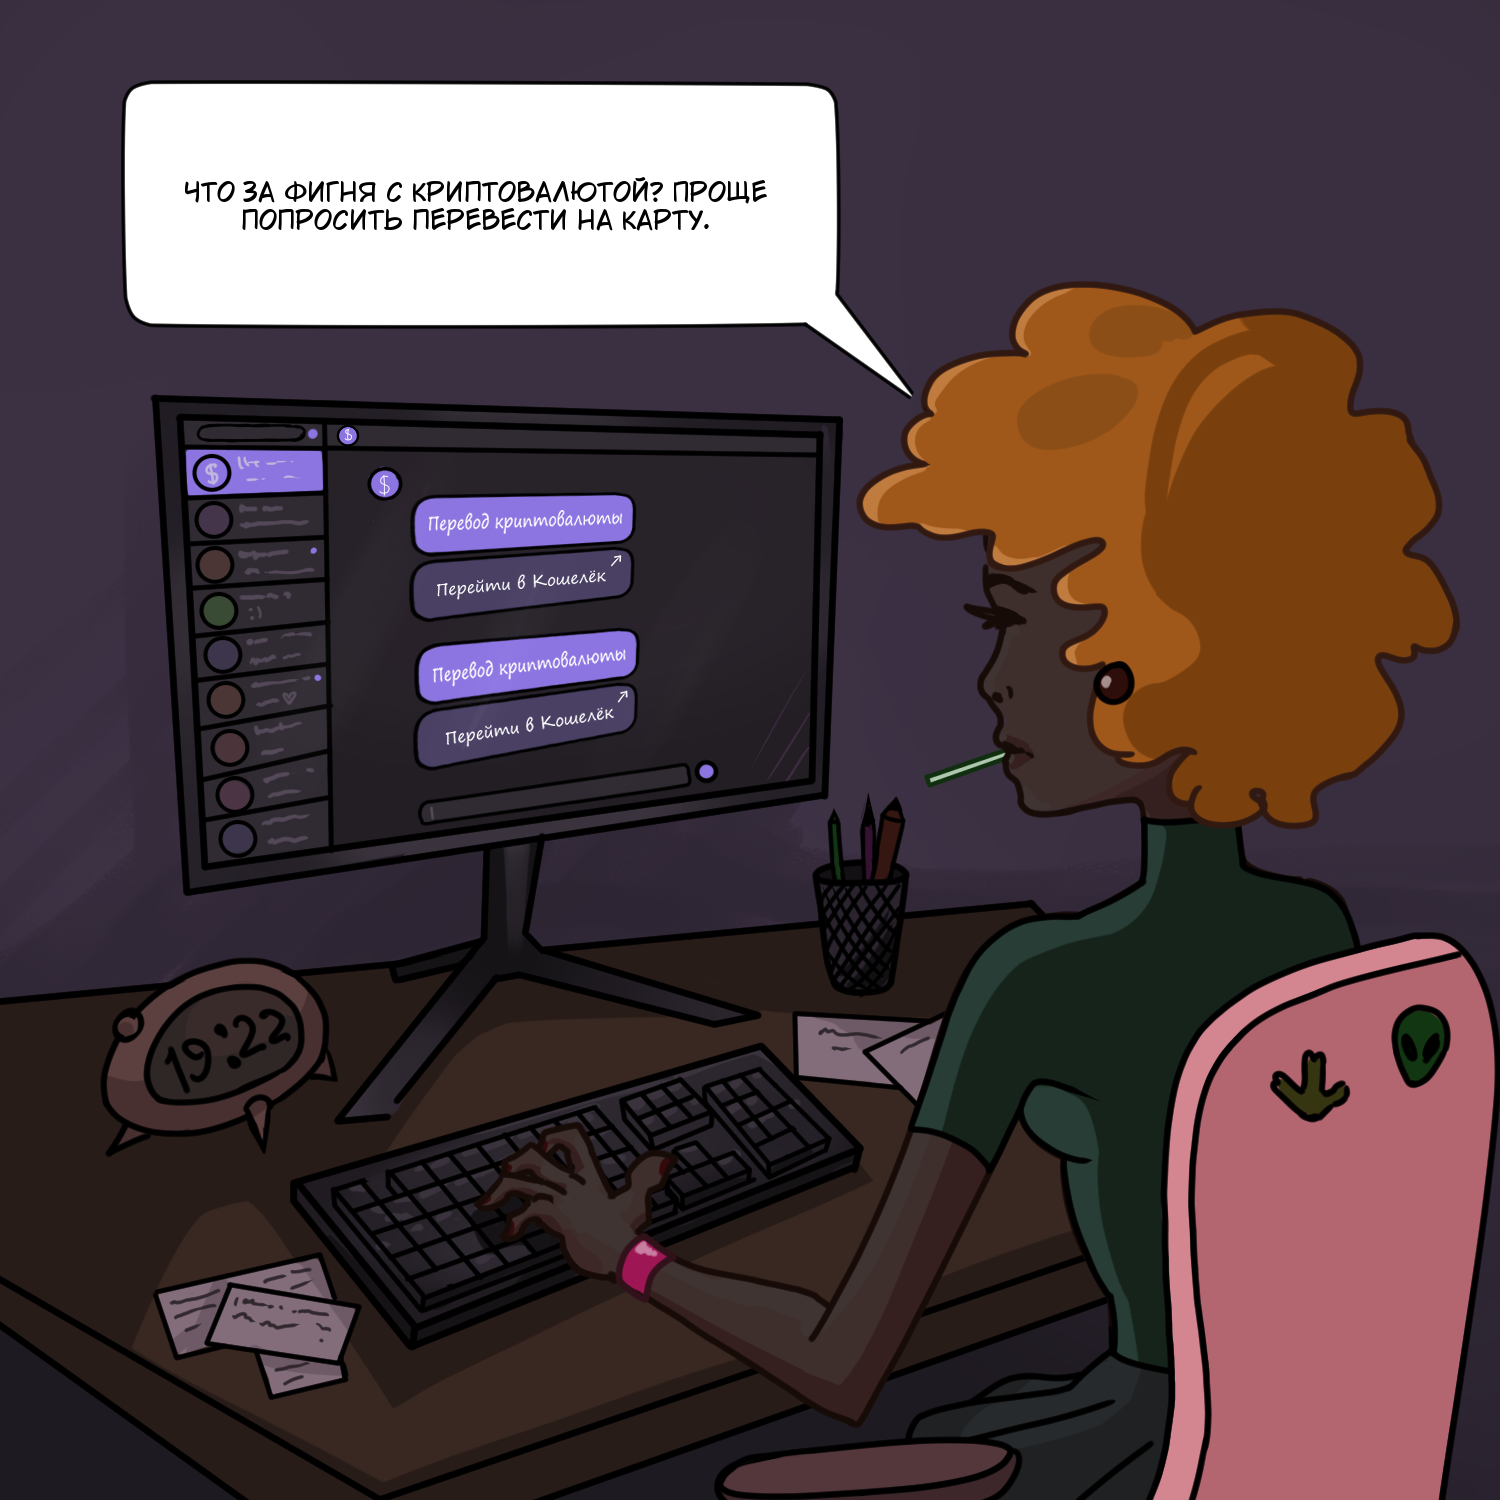 ЧТО ЗА ФИГНЯ С КРИПТОВАЛЮТОЙ? ПРОЩЕ
ПОПРОСИТЬ ПЕРЕВЕСТИ НА КАРТУ.
$
$
$
Перевод криптовалюты
Перейти в Кошелёк
:)
Перевод криптовалюты
Перейти в Кошелёк
19:22